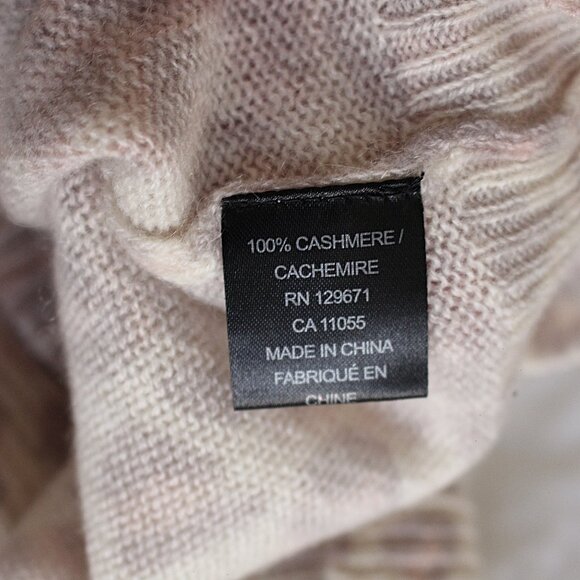 100% CASHMERE /
CACHEMIRE
RN 129671
CA 11055
MADE IN CHINA
FABRIQUÉ EN
CHINE